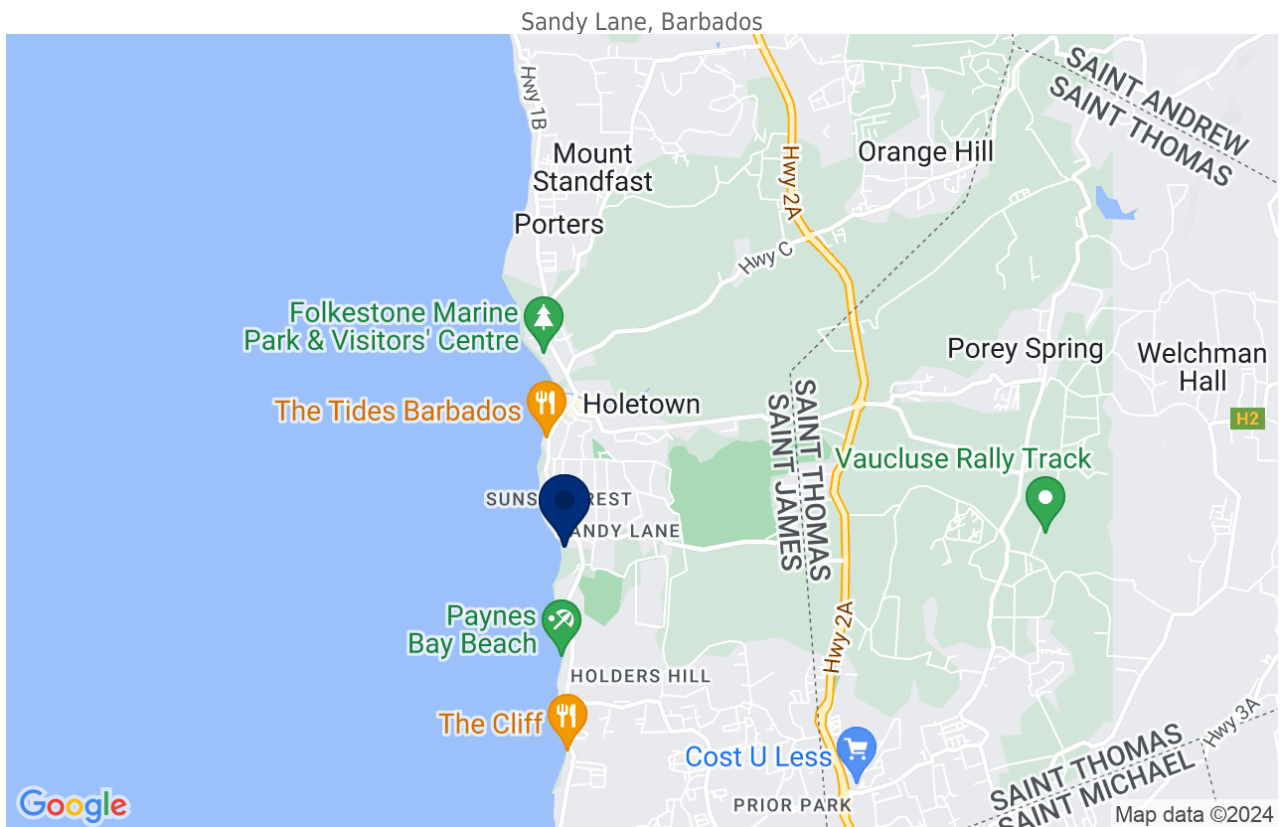 Sandy Lane, Barbados
Hwy 1B
SAINT ANDREW
SAINT THOMAS
Mount
Standfast
Orange Hill
Hwy 2A
Porters
Hwy C
Folkestone Marine
Park & Visitors' Centre
Porey Spring
Welchman
Hall
The Tides Barbados
Holetown
H2
SAINT THOMAS
SAINT JAMES
Vaucluse Rally Track
SUNS REST
ANDY LANE
Paynes
Bay Beach
Hwy 2A
HOLDERS HILL
The Cliff
Hwy 3A
Cost U Less
SAINT THOMAS
SAINT MICHAEL
PRIOR PARK
Google
Map data ©2024